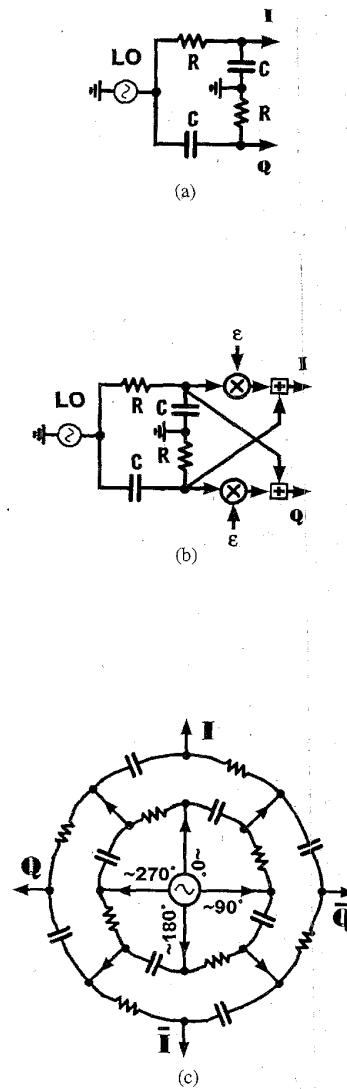 I
LO
R
C
R
C
Q
(a)
ε
I
LO
R
C
R
C
Q
ε
(b)
I
~0°
Q
~270°
~90°
Q̅
~180°
I̅
(c)